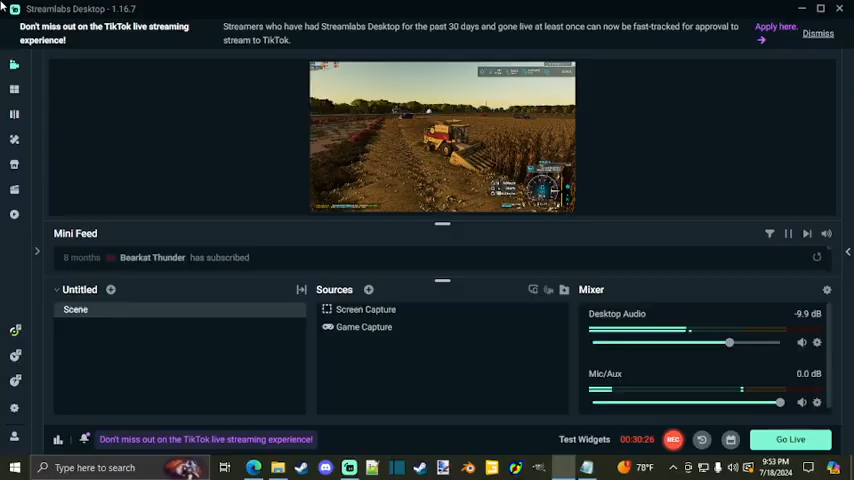 Streamlabs Desktop - 1.16.7
Don't miss out on the TikTok live streaming
experience!
Streamers who have had Streamlabs Desktop for the past 30 days and gone live at least once can now be fast-tracked for approval to
stream to TikTok.
Apply here.
Dismiss
Mini Feed
8 months Bearkat Thunder has subscribed
Untitled
Sources
Mixer
Scene
Screen Capture
Game Capture
Desktop Audio -9.9 dB
Mic/Aux 0.0 dB
Don't miss out on the TikTok live streaming experience!
Test Widgets
00:30:26
REC
Go Live
Type here to search
78°F
9:53 PM
7/18/2024